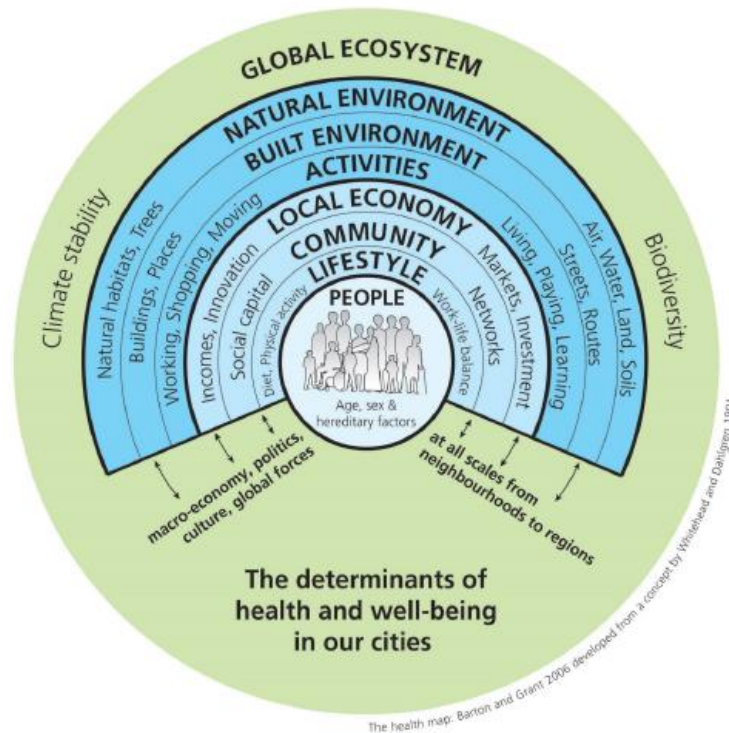 GLOBAL ECOSYSTEM
NATURAL ENVIRONMENT
BUILT ENVIRONMENT
ACTIVITIES
LOCAL ECONOMY
COMMUNITY
LIFESTYLE
PEOPLE
Age, sex &
hereditary factors
Climate stability
Natural habitats, Trees
Buildings, Places
Working, Shopping, Moving
Incomes, Innovation
Social capital
Diet, Physical activity
Work-life balance
Networks
Markets, Investment
Living, Playing, Learning
Streets, Routes
Air, Water, Land, Soils
Biodiversity
macro-economy, politics,
culture, global forces
at all scales from
neighbourhoods to regions
The determinants of
health and well-being
in our cities
The health map: Barton and Grant 2006 developed from a concept by Whitehead and Dahlgren